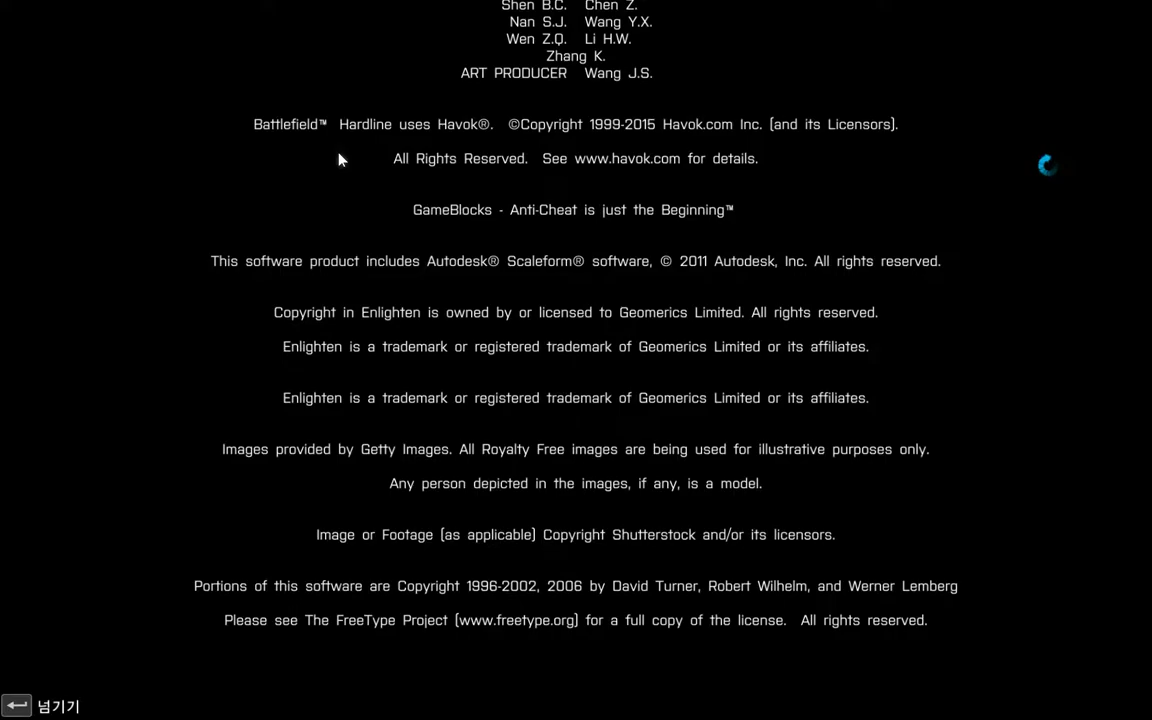 Shen B.C. Chen Z.
Nan S.J. Wang Y.X.
Wen Z.Q. Li H.W.
Zhang K.
ART PRODUCER Wang J.S.
Battlefield™ Hardline uses Havok®. ©Copyright 1999-2015 Havok.com Inc. (and its Licensors).
All Rights Reserved. See www.havok.com for details.
GameBlocks - Anti-Cheat is just the Beginning™
This software product includes Autodesk® Scaleform® software, © 2011 Autodesk, Inc. All rights reserved.
Copyright in Enlighten is owned by or licensed to Geomerics Limited. All rights reserved.
Enlighten is a trademark or registered trademark of Geomerics Limited or its affiliates.
Enlighten is a trademark or registered trademark of Geomerics Limited or its affiliates.
Images provided by Getty Images. All Royalty Free images are being used for illustrative purposes only.
Any person depicted in the images, if any, is a model.
Image or Footage (as applicable) Copyright Shutterstock and/or its licensors.
Portions of this software are Copyright 1996-2002, 2006 by David Turner, Robert Wilhelm, and Werner Lemberg
Please see The FreeType Project (www.freetype.org) for a full copy of the license. All rights reserved.
넘기기